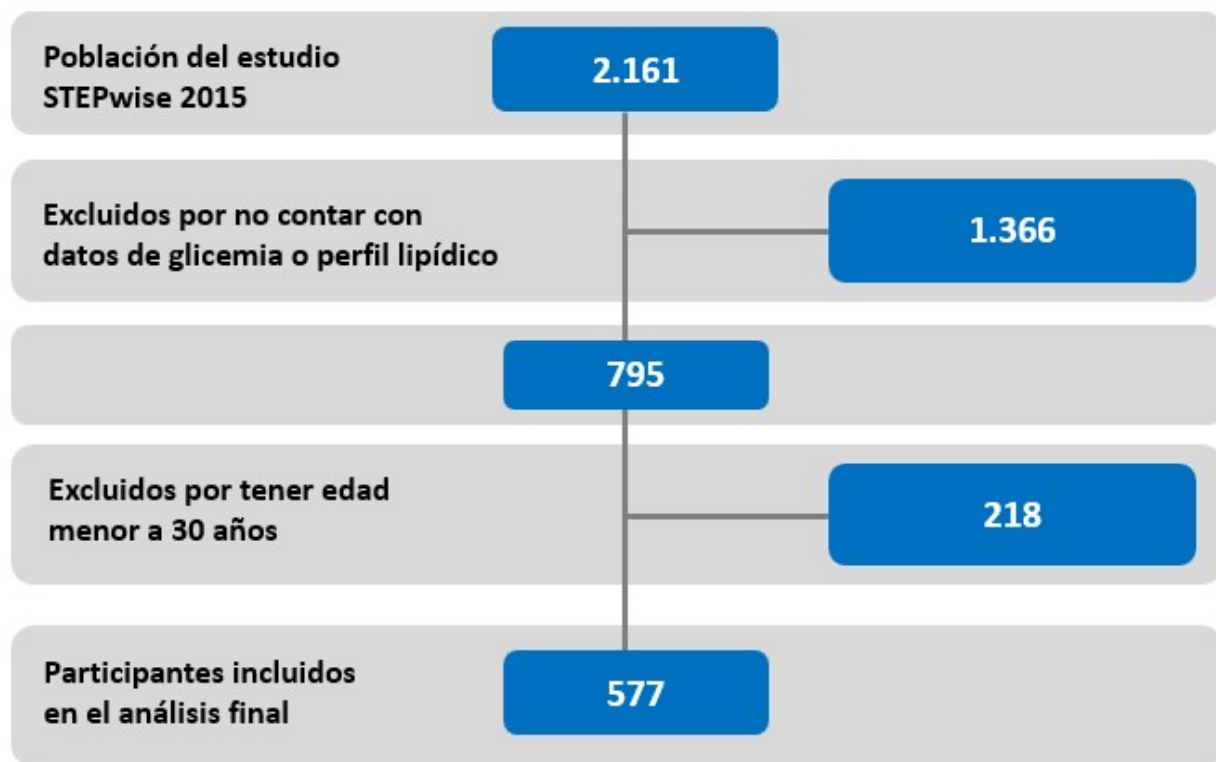 Población del estudio
STEPwise 2015
2.161
Excluidos por no contar con
datos de glicemia o perfil lipídico
1.366
795
Excluidos por tener edad
menor a 30 años
218
Participantes incluidos
en el análisis final
577